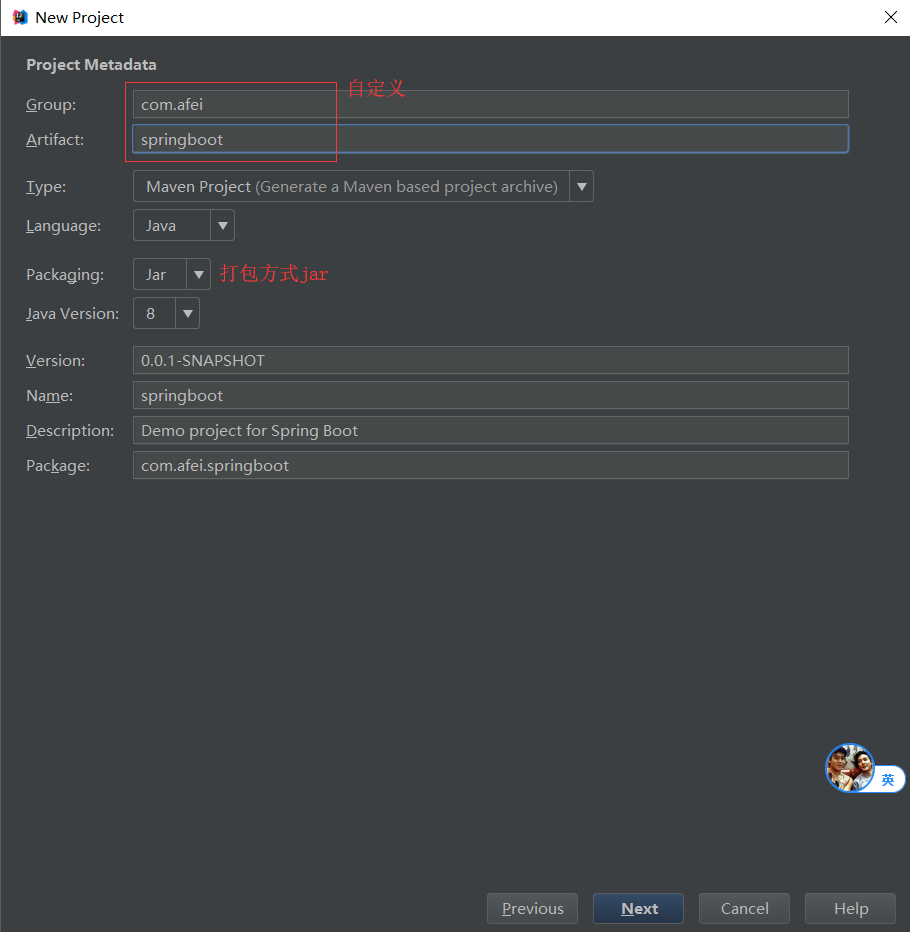 New Project
Project Metadata
自定义
Group: com.afei
Artifact: springboot
Type: Maven Project (Generate a Maven based project archive)
Language: Java
Packaging: Jar 打包方式jar
Java Version: 8
Version: 0.0.1-SNAPSHOT
Name: springboot
Description: Demo project for Spring Boot
Package: com.afei.springboot
英
Previous Next Cancel Help